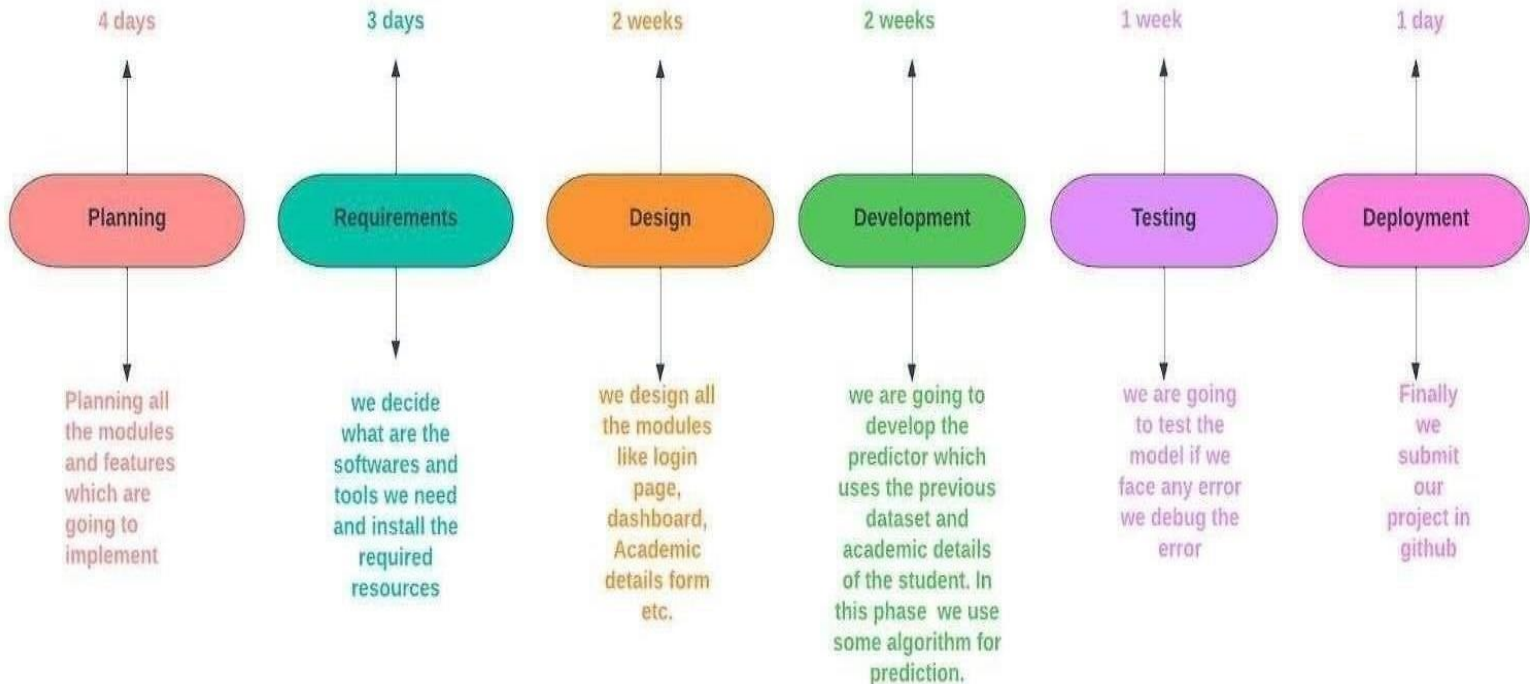 4 days
3 days
2 weeks
2 weeks
1 week
1 day
Planning
Requirements
Design
Development
Testing
Deployment
Planning all
the modules
and features
which are
going to
implement
we decide
what are the
softwares and
tools we need
and install the
required
resources
we design all
the modules
like login
page,
dashboard,
Academic
details form
etc.
we are going to
develop the
predictor which
uses the previous
dataset and
academic details
of the student. In
this phase we use
some algorithm for
prediction.
we are going
to test the
model if we
face any error
we debug the
error
Finally
we
submit
our
project in
github